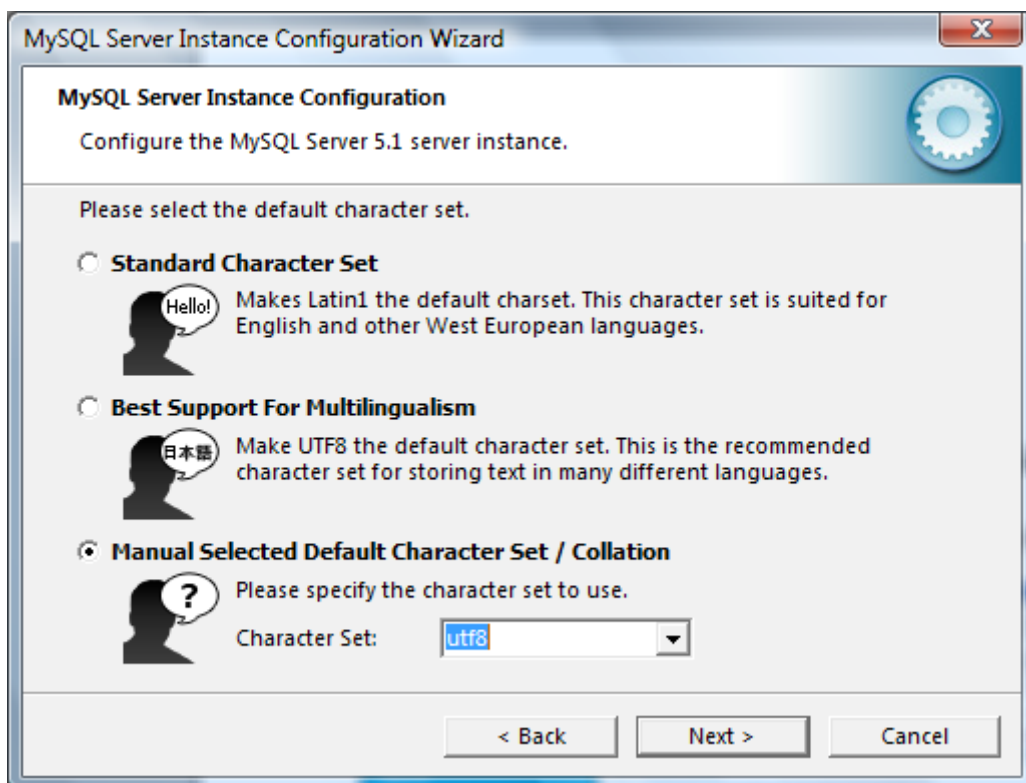 MySQL Server Instance Configuration Wizard
MySQL Server Instance Configuration
Configure the MySQL Server 5.1 server instance.
Please select the default character set.
Standard Character Set
Hello!
Makes Latin1 the default charset. This character set is suited for
English and other West European languages.
Best Support For Multilingualism
日本語
Make UTF8 the default character set. This is the recommended
character set for storing text in many different languages.
Manual Selected Default Character Set / Collation
?
Please specify the character set to use.
Character Set: utf8
< Back Next > Cancel